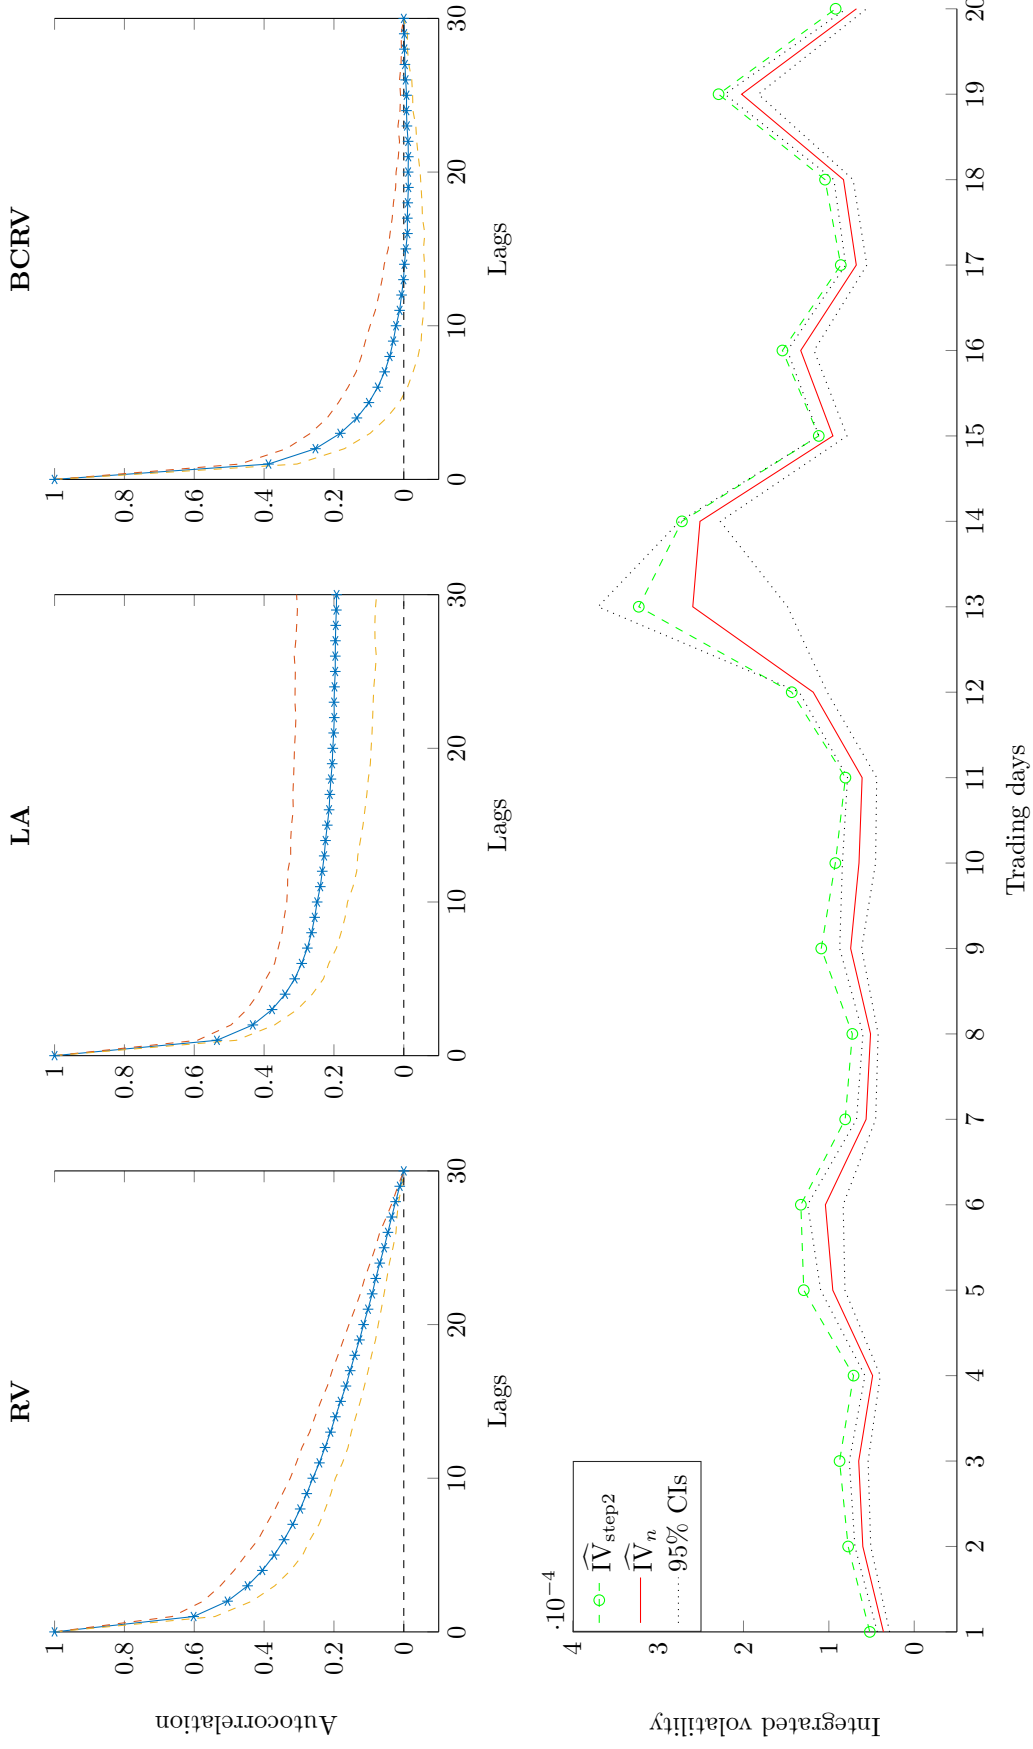 RV
Autocorrelation
1
0.8
0.6
0.4
0.2
0
0 10 20 30
Lags
LA
1
0.8
0.6
0.4
0.2
0
0 10 20 30
Lags
BCRV
1
0.8
0.6
0.4
0.2
0
0 10 20 30
Lags
·10⁻⁴
Integrated volatility
4
3
2
1
0
ÎV_step2
ÎV_n
95% CIs
1 2 3 4 5 6 7 8 9 10 11 12 13 14 15 16 17 18 19 20
Trading days